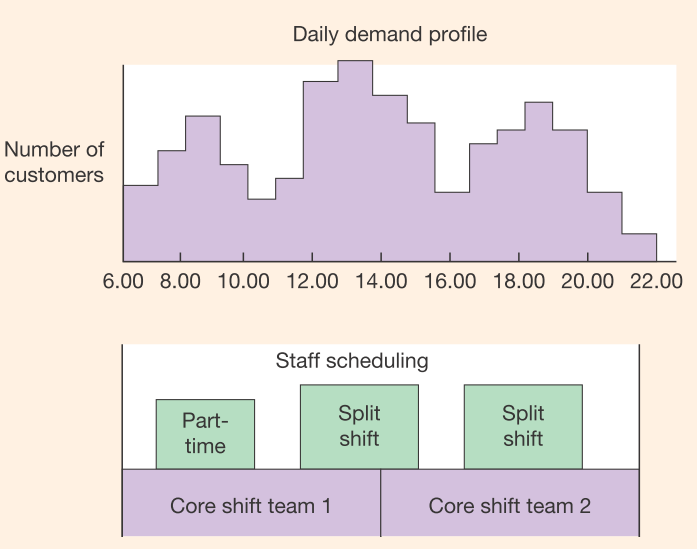 Daily demand profile
Number of
customers
6.00 8.00 10.00 12.00 14.00 16.00 18.00 20.00 22.00
Staff scheduling
Part-
time
Split
shift
Split
shift
Core shift team 1
Core shift team 2